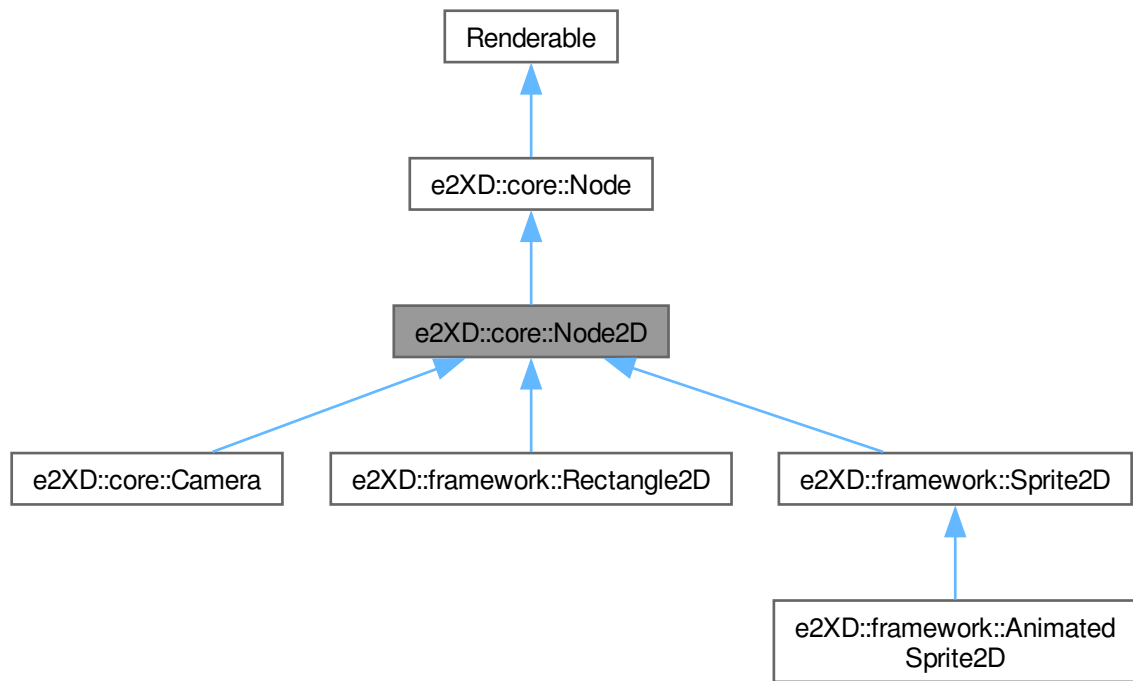 Renderable
e2XD::core::Node
e2XD::core::Node2D
e2XD::core::Camera
e2XD::framework::Rectangle2D
e2XD::framework::Sprite2D
e2XD::framework::Animated
Sprite2D